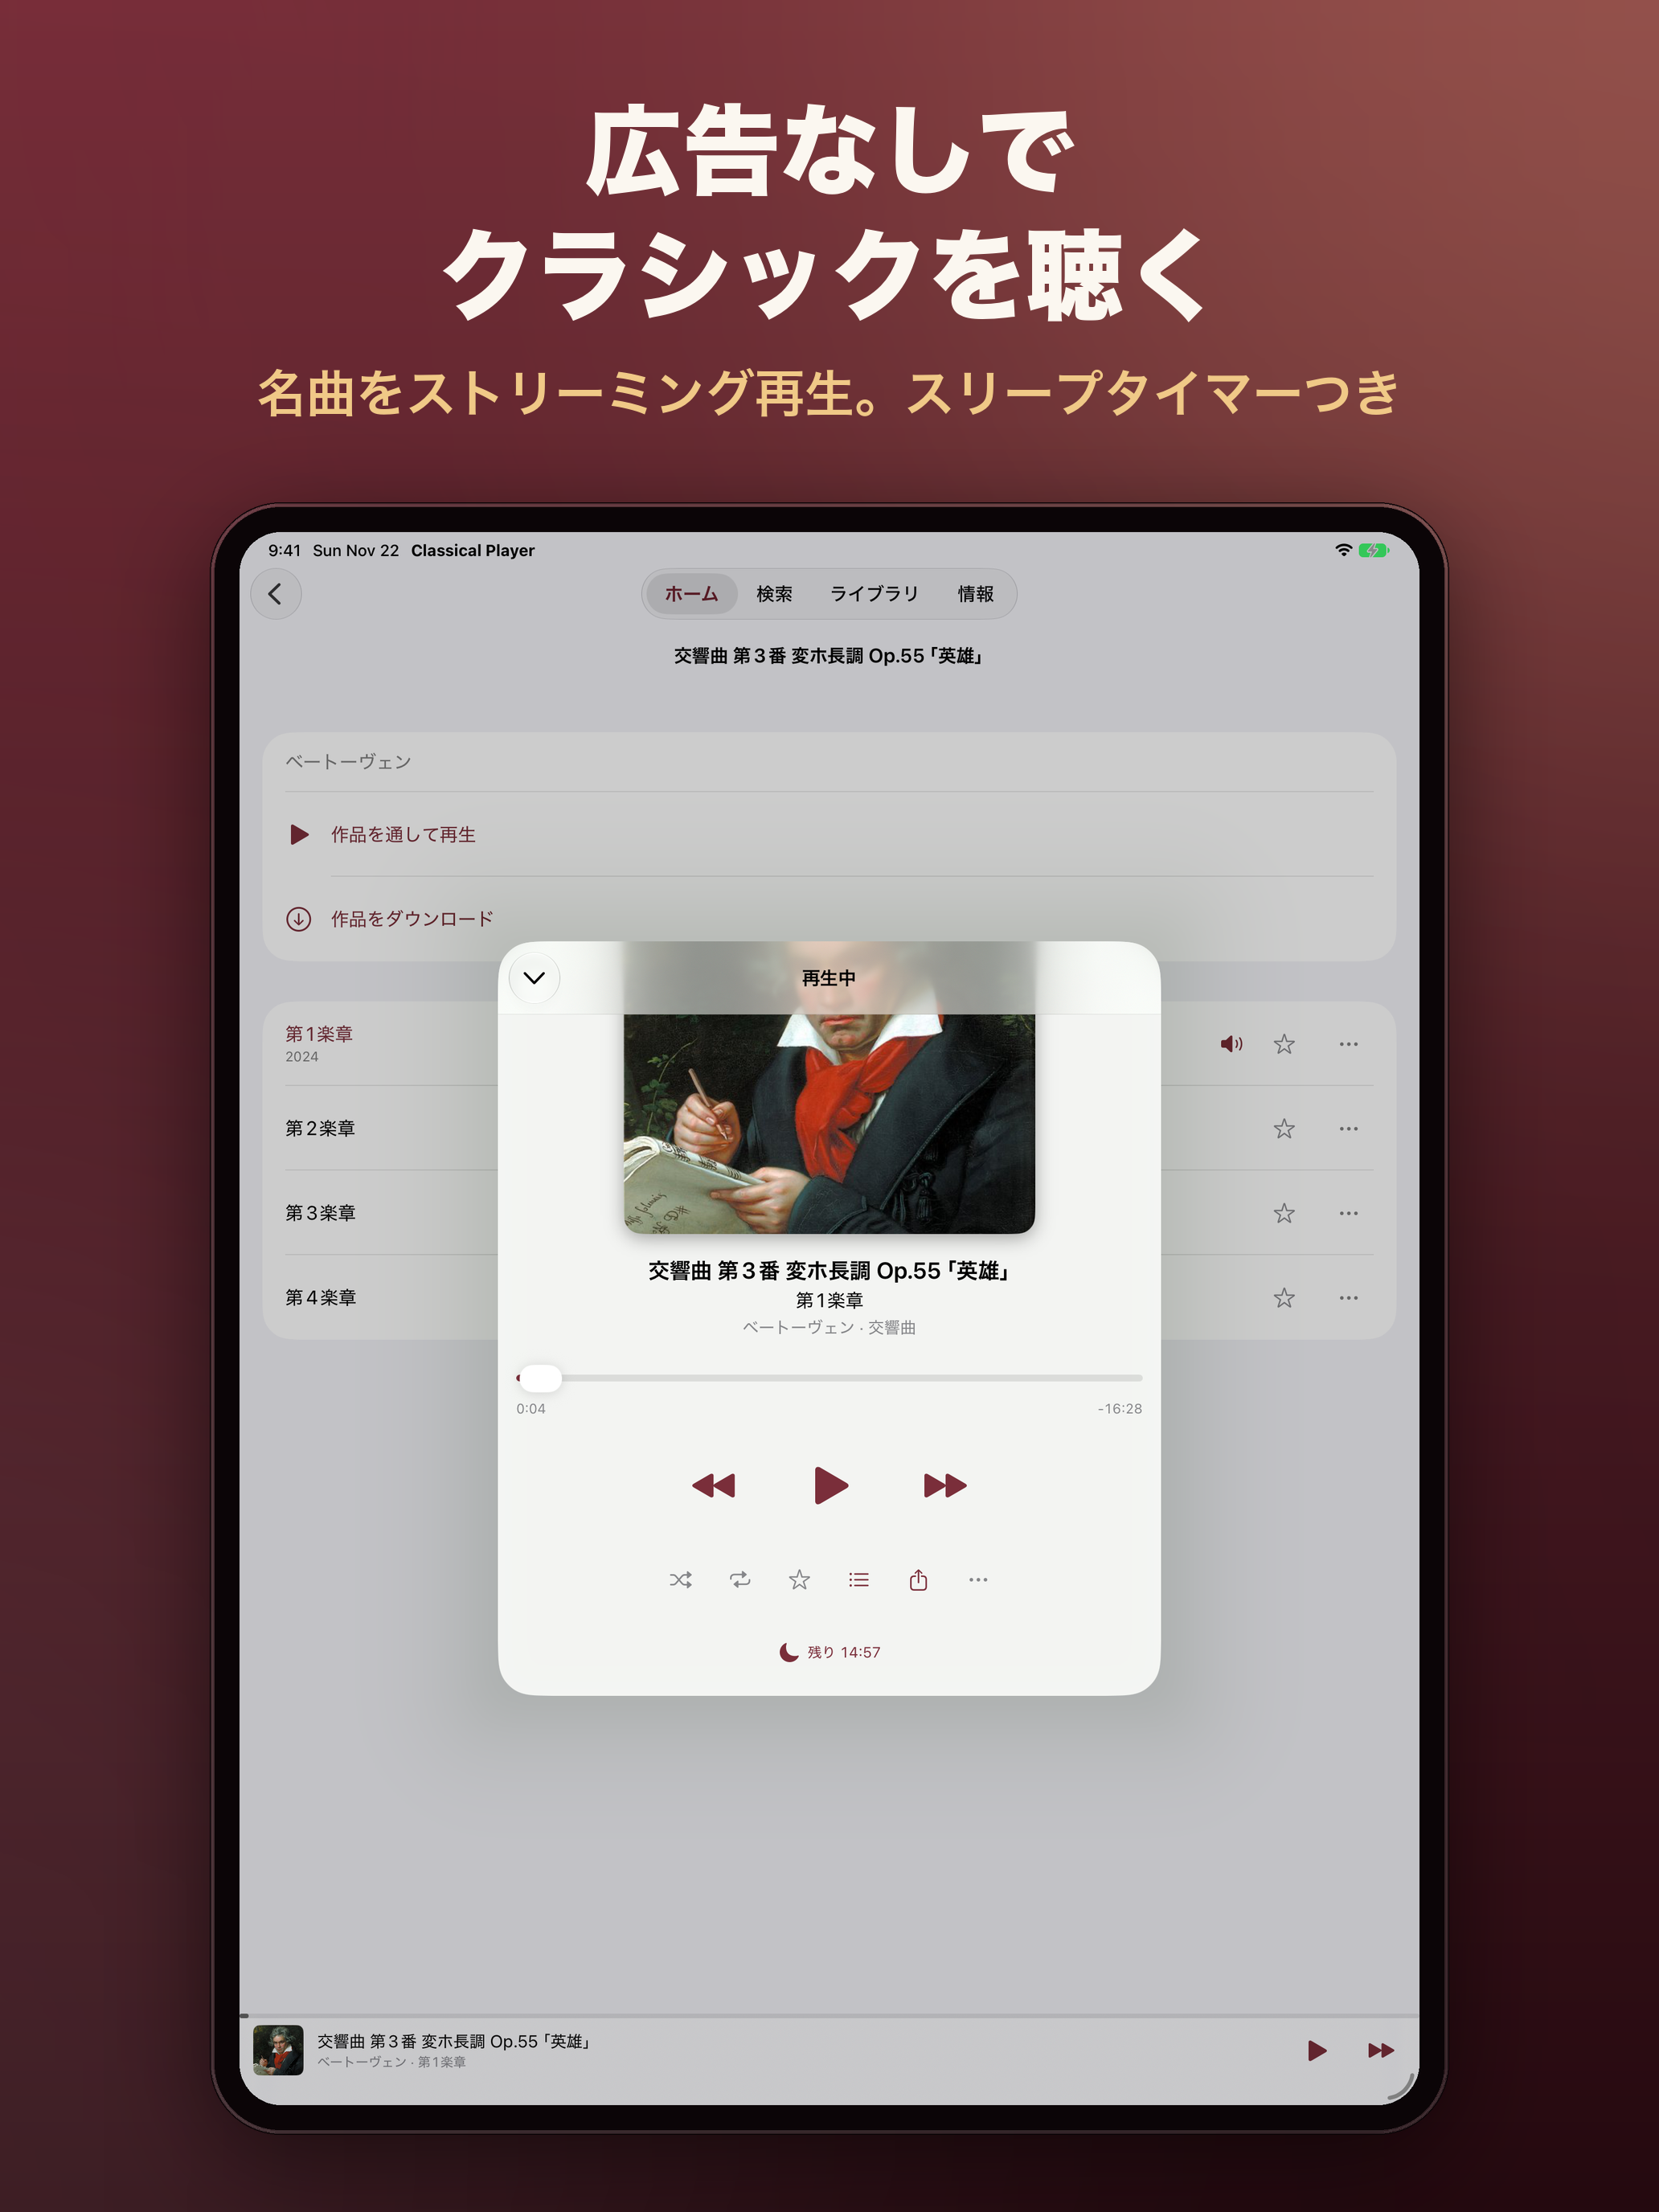 広告なしで
クラシックを聴く
名曲をストリーミング再生。スリープタイマーつき
9:41 Sun Nov 22 Classical Player
ホーム 検索 ライブラリ 情報
交響曲 第3番 変ホ長調 Op.55「英雄」
ベートーヴェン
作品を通して再生
作品をダウンロード
再生中
第1楽章
2024
第2楽章
第3楽章
第4楽章
交響曲 第3番 変ホ長調 Op.55「英雄」
第1楽章
ベートーヴェン · 交響曲
0:04 -16:28
残り 14:57
交響曲 第3番 変ホ長調 Op.55「英雄」
ベートーヴェン · 第1楽章